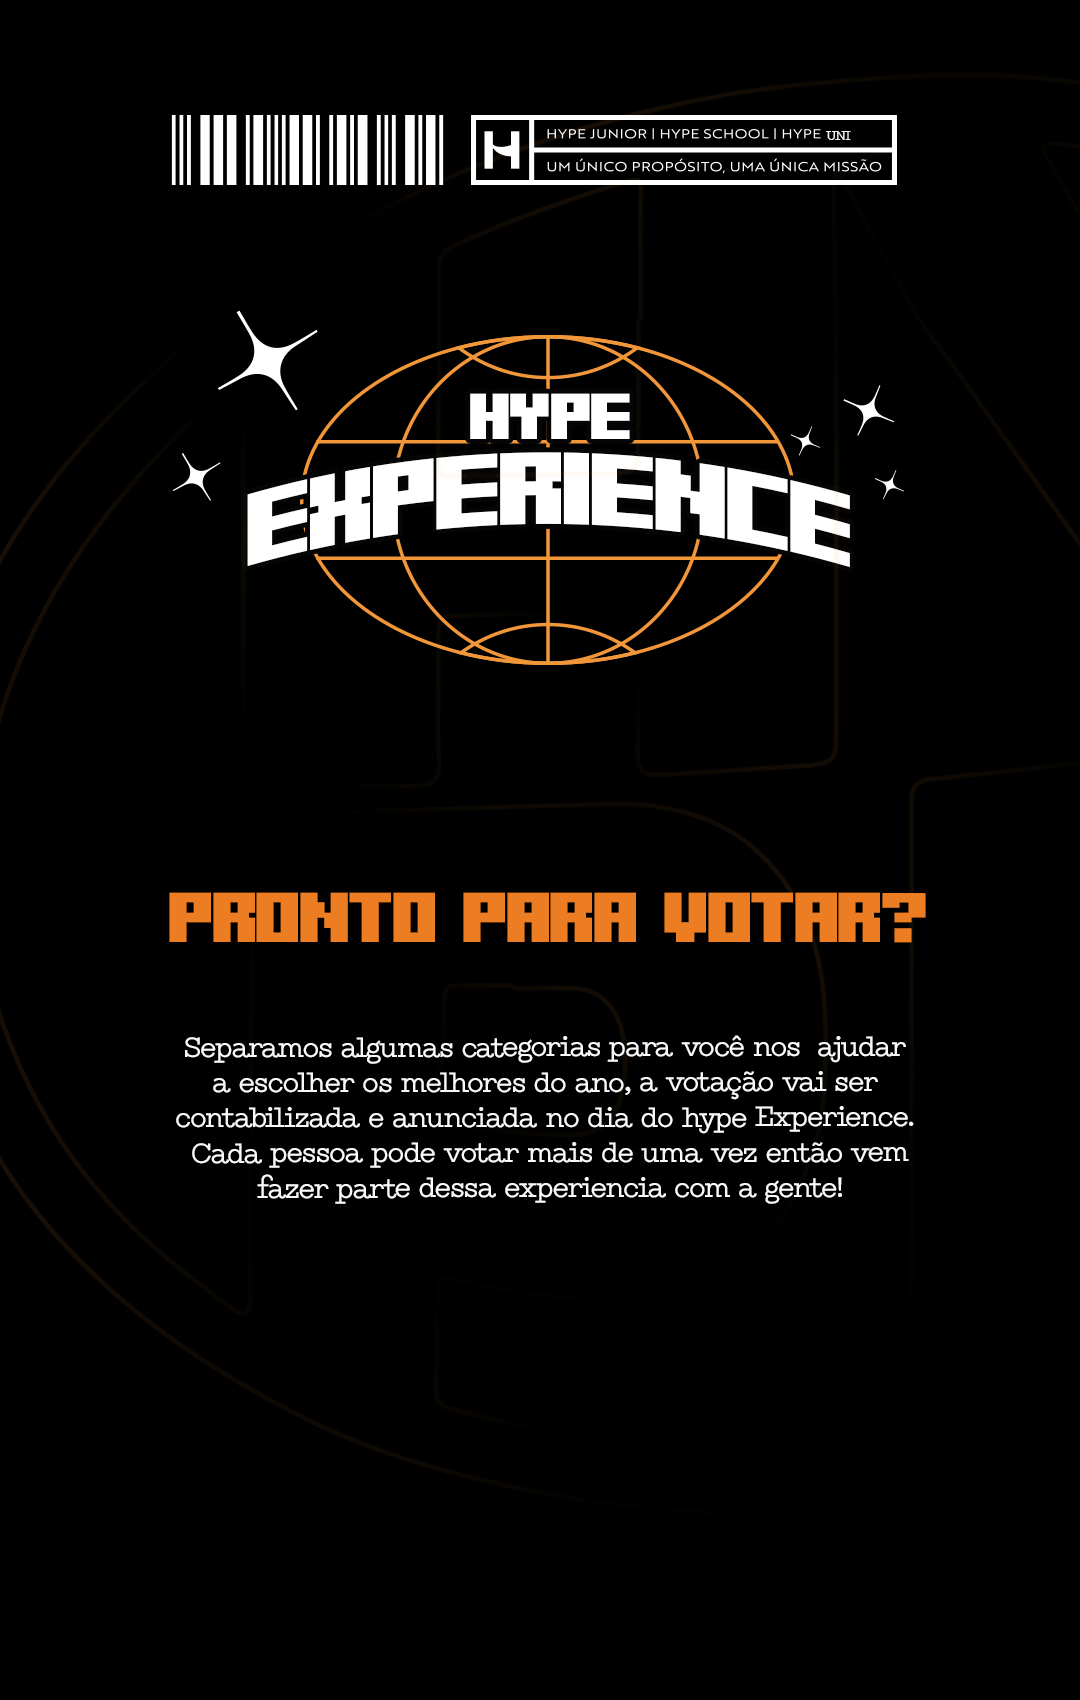 HYPE JUNIOR | HYPE SCHOOL | HYPE UNI
UM ÚNICO PROPÓSITO, UMA ÚNICA MISSÃO
HYPE
EXPERIENCE
PRONTO PARA VOTAR?
Separamos algumas categorias para você nos ajudar
a escolher os melhores do ano, a votação vai ser
contabilizada e anunciada no dia do hype Experience.
Cada pessoa pode votar mais de uma vez então vem
fazer parte dessa experiencia com a gente!